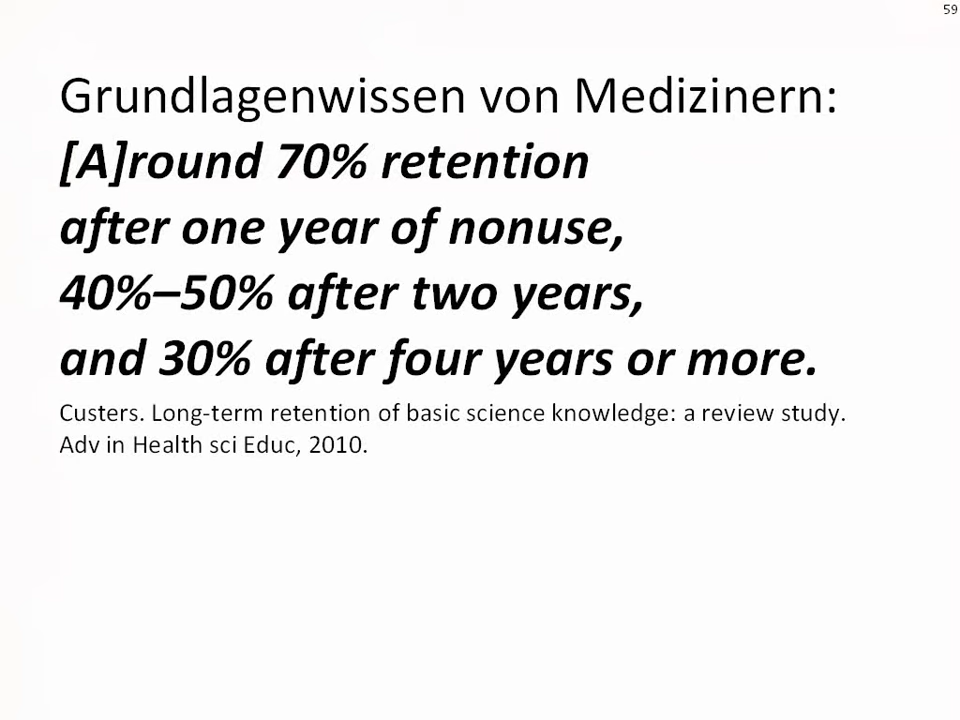 59
Grundlagenwissen von Medizinern:
[A]round 70% retention
after one year of nonuse,
40%–50% after two years,
and 30% after four years or more.
Custers. Long-term retention of basic science knowledge: a review study.
Adv in Health sci Educ, 2010.